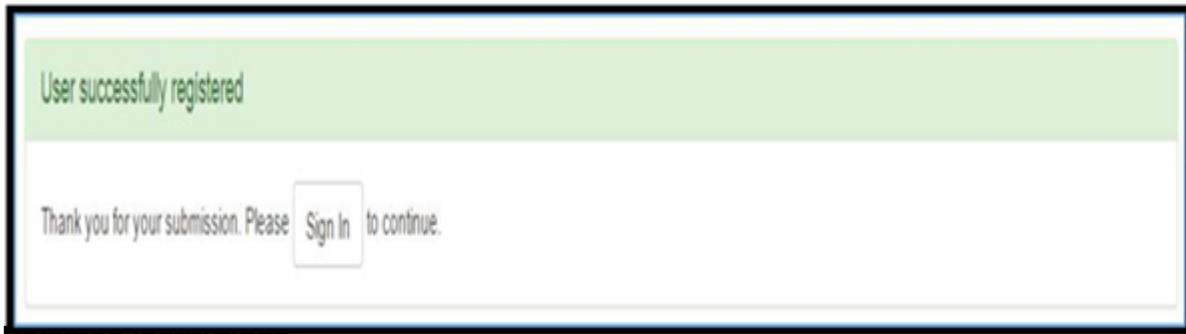 User successfully registered
Thank you for your submission. Please Sign In to continue.